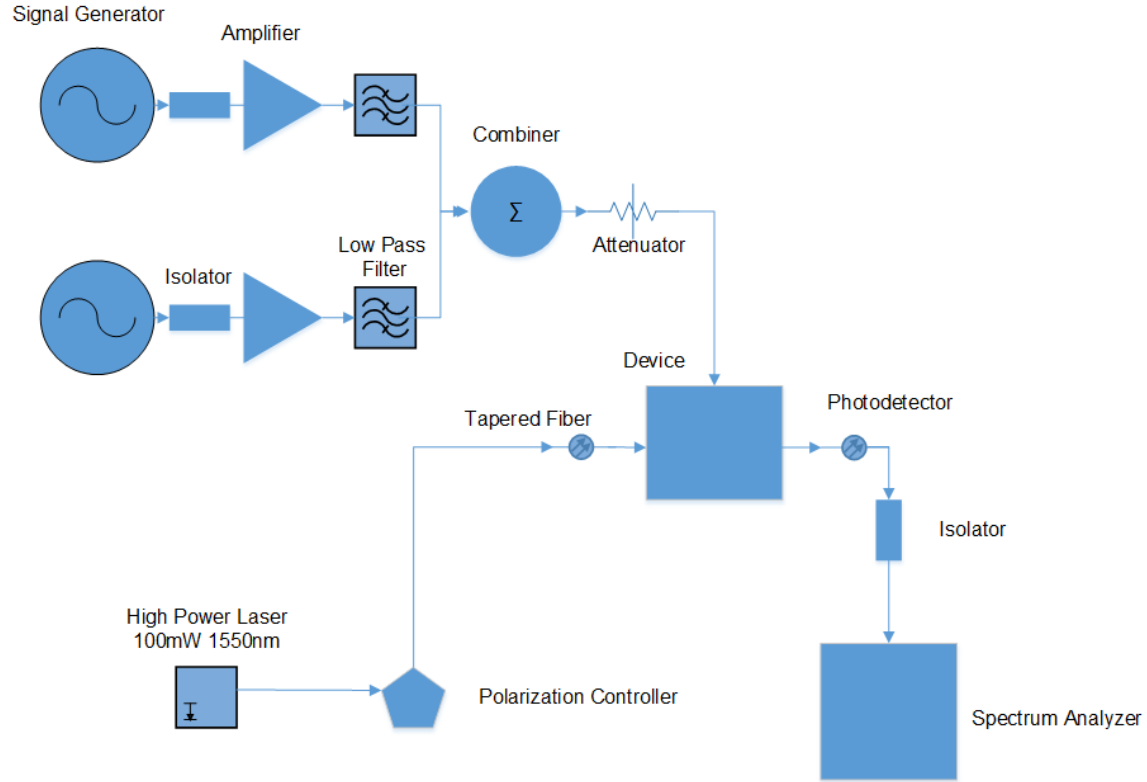 Signal Generator
Amplifier
Combiner
Σ
Attenuator
Low Pass
Filter
Isolator
Device
Photodetector
Tapered Fiber
Isolator
High Power Laser
100mW 1550nm
Polarization Controller
Spectrum Analyzer